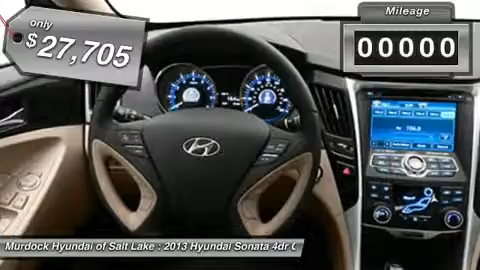 only
$27,705
Mileage
00000
Murdock Hyundai of Salt Lake : 2013 Hyundai Sonata 4dr